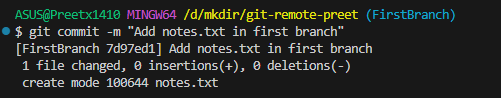 ASUS@Preetx1410 MINGW64 /d/mkdir/git-remote-preet (FirstBranch)
$ git commit -m "Add notes.txt in first branch"
[FirstBranch 7d97ed1] Add notes.txt in first branch
 1 file changed, 0 insertions(+), 0 deletions(-)
 create mode 100644 notes.txt